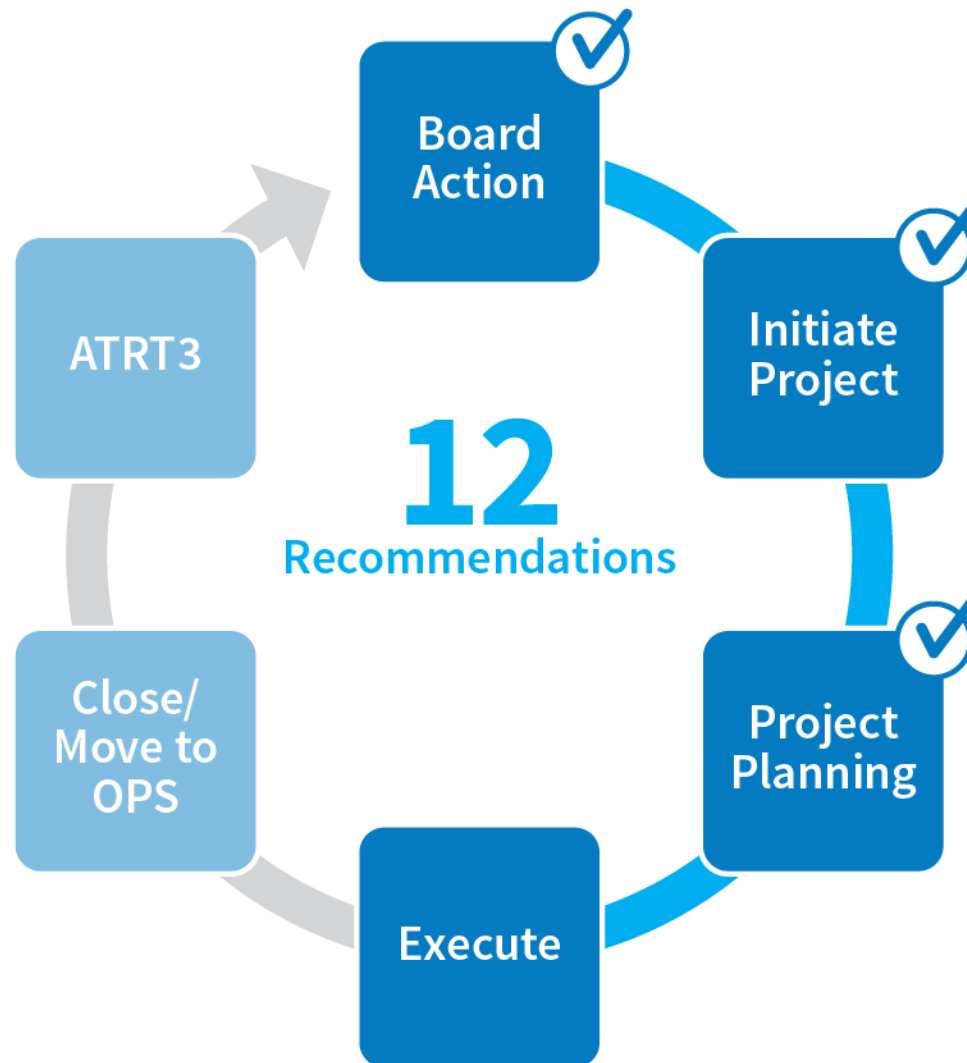 Board
Action
Initiate
Project
Project
Planning
Execute
Close/
Move to
OPS
ATRT3
12
Recommendations